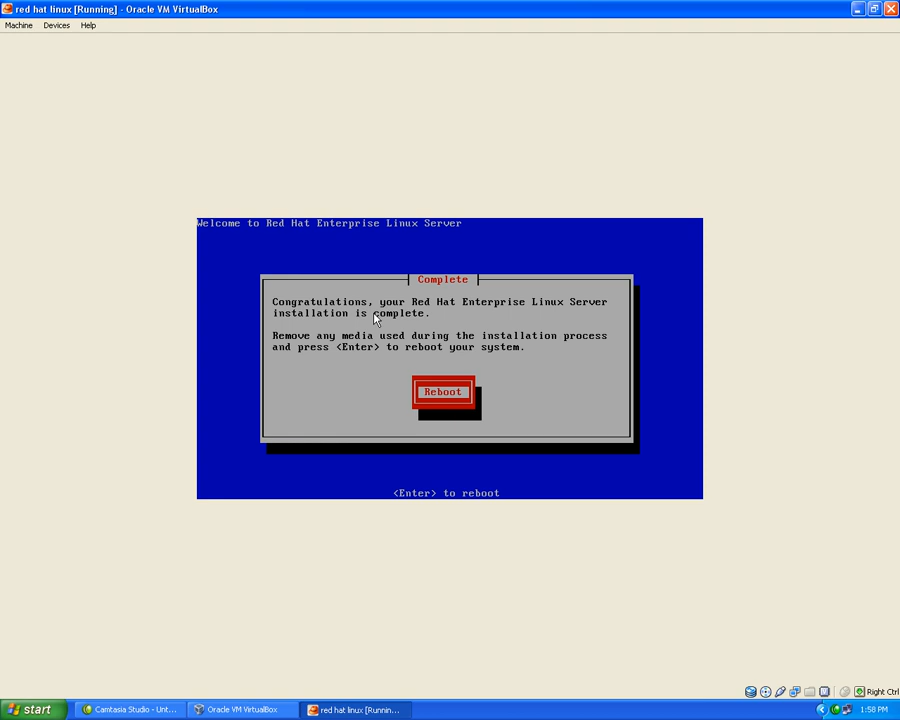 red hat linux [Running] - Oracle VM VirtualBox
Machine Devices Help
Welcome to Red Hat Enterprise Linux Server
Complete
Congratulations, your Red Hat Enterprise Linux Server
installation is complete.
Remove any media used during the installation process
and press <Enter> to reboot your system.
Reboot
<Enter> to reboot
Right Ctrl
start
Camtasia Studio - Unt...
Oracle VM VirtualBox
red hat linux [Runnin...
1:58 PM